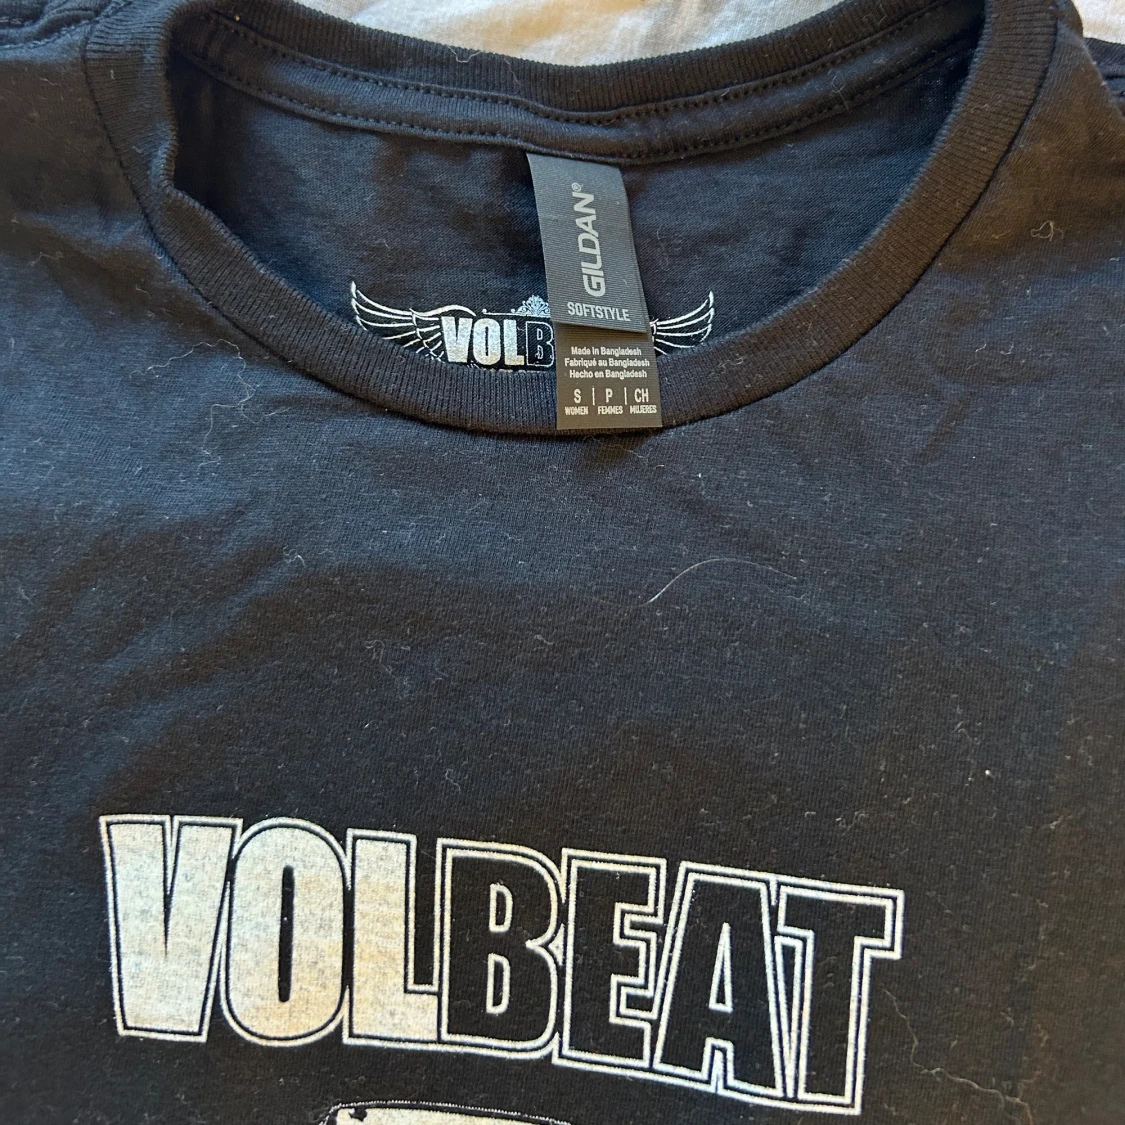 GILDAN®
SOFTSTYLE
VOLB
Made in Bangladesh
Fabriqué au Bangladesh
Hecho en Bangladesh
S | P | CH
WOMEN FEMMES MUJERES
VOLBEAT